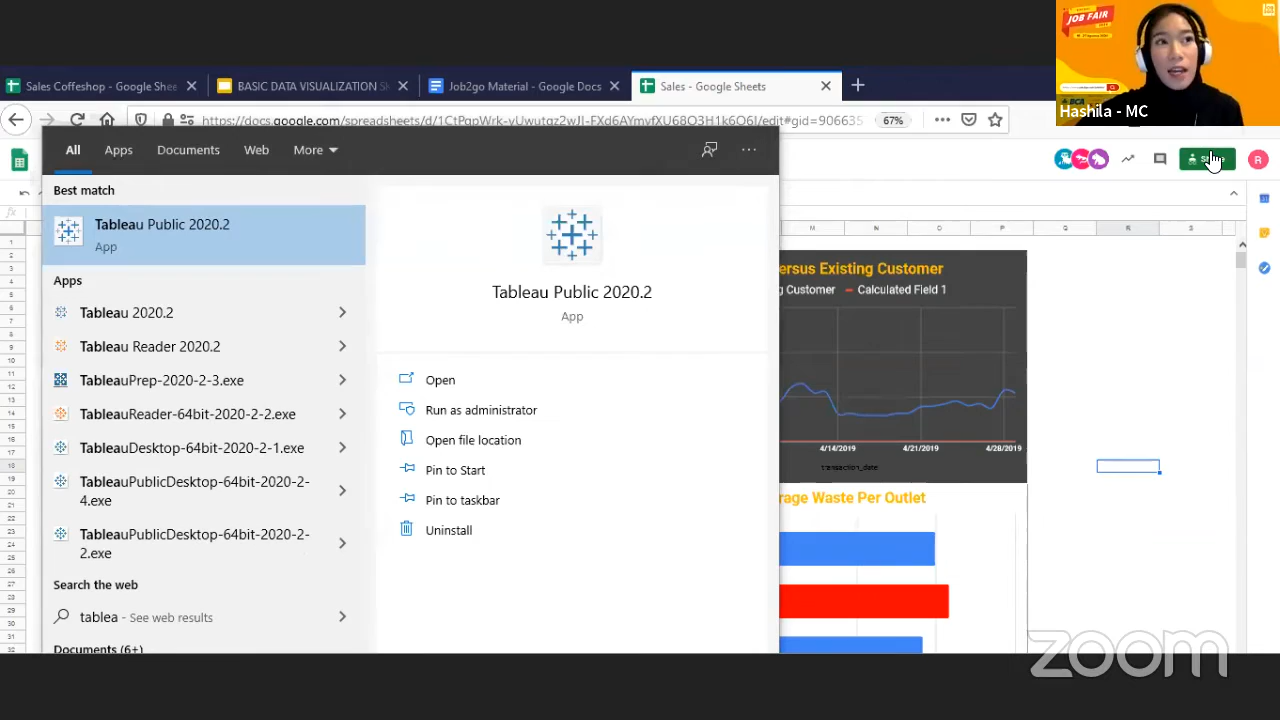 JOB FAIR
Hashila - MC
Sales Coffeshop - Google Sheets
BASIC DATA VISUALIZATION
Job2go Material - Google Docs
Sales - Google Sheets
67%
All
Apps
Documents
Web
More
Share
R
Best match
Tableau Public 2020.2
App
Apps
Tableau 2020.2
Tableau Reader 2020.2
TableauPrep-2020-2-3.exe
TableauReader-64bit-2020-2-2.exe
TableauDesktop-64bit-2020-2-1.exe
TableauPublicDesktop-64bit-2020-2-
4.exe
TableauPublicDesktop-64bit-2020-2-
2.exe
Search the web
tablea - See web results
Documents (6+)
Tableau Public 2020.2
App
Open
Run as administrator
Open file location
Pin to Start
Pin to taskbar
Uninstall
ersus Existing Customer
g Customer
Calculated Field 1
4/14/2019
4/21/2019
4/28/2019
transaction_date
rage Waste Per Outlet
zoom